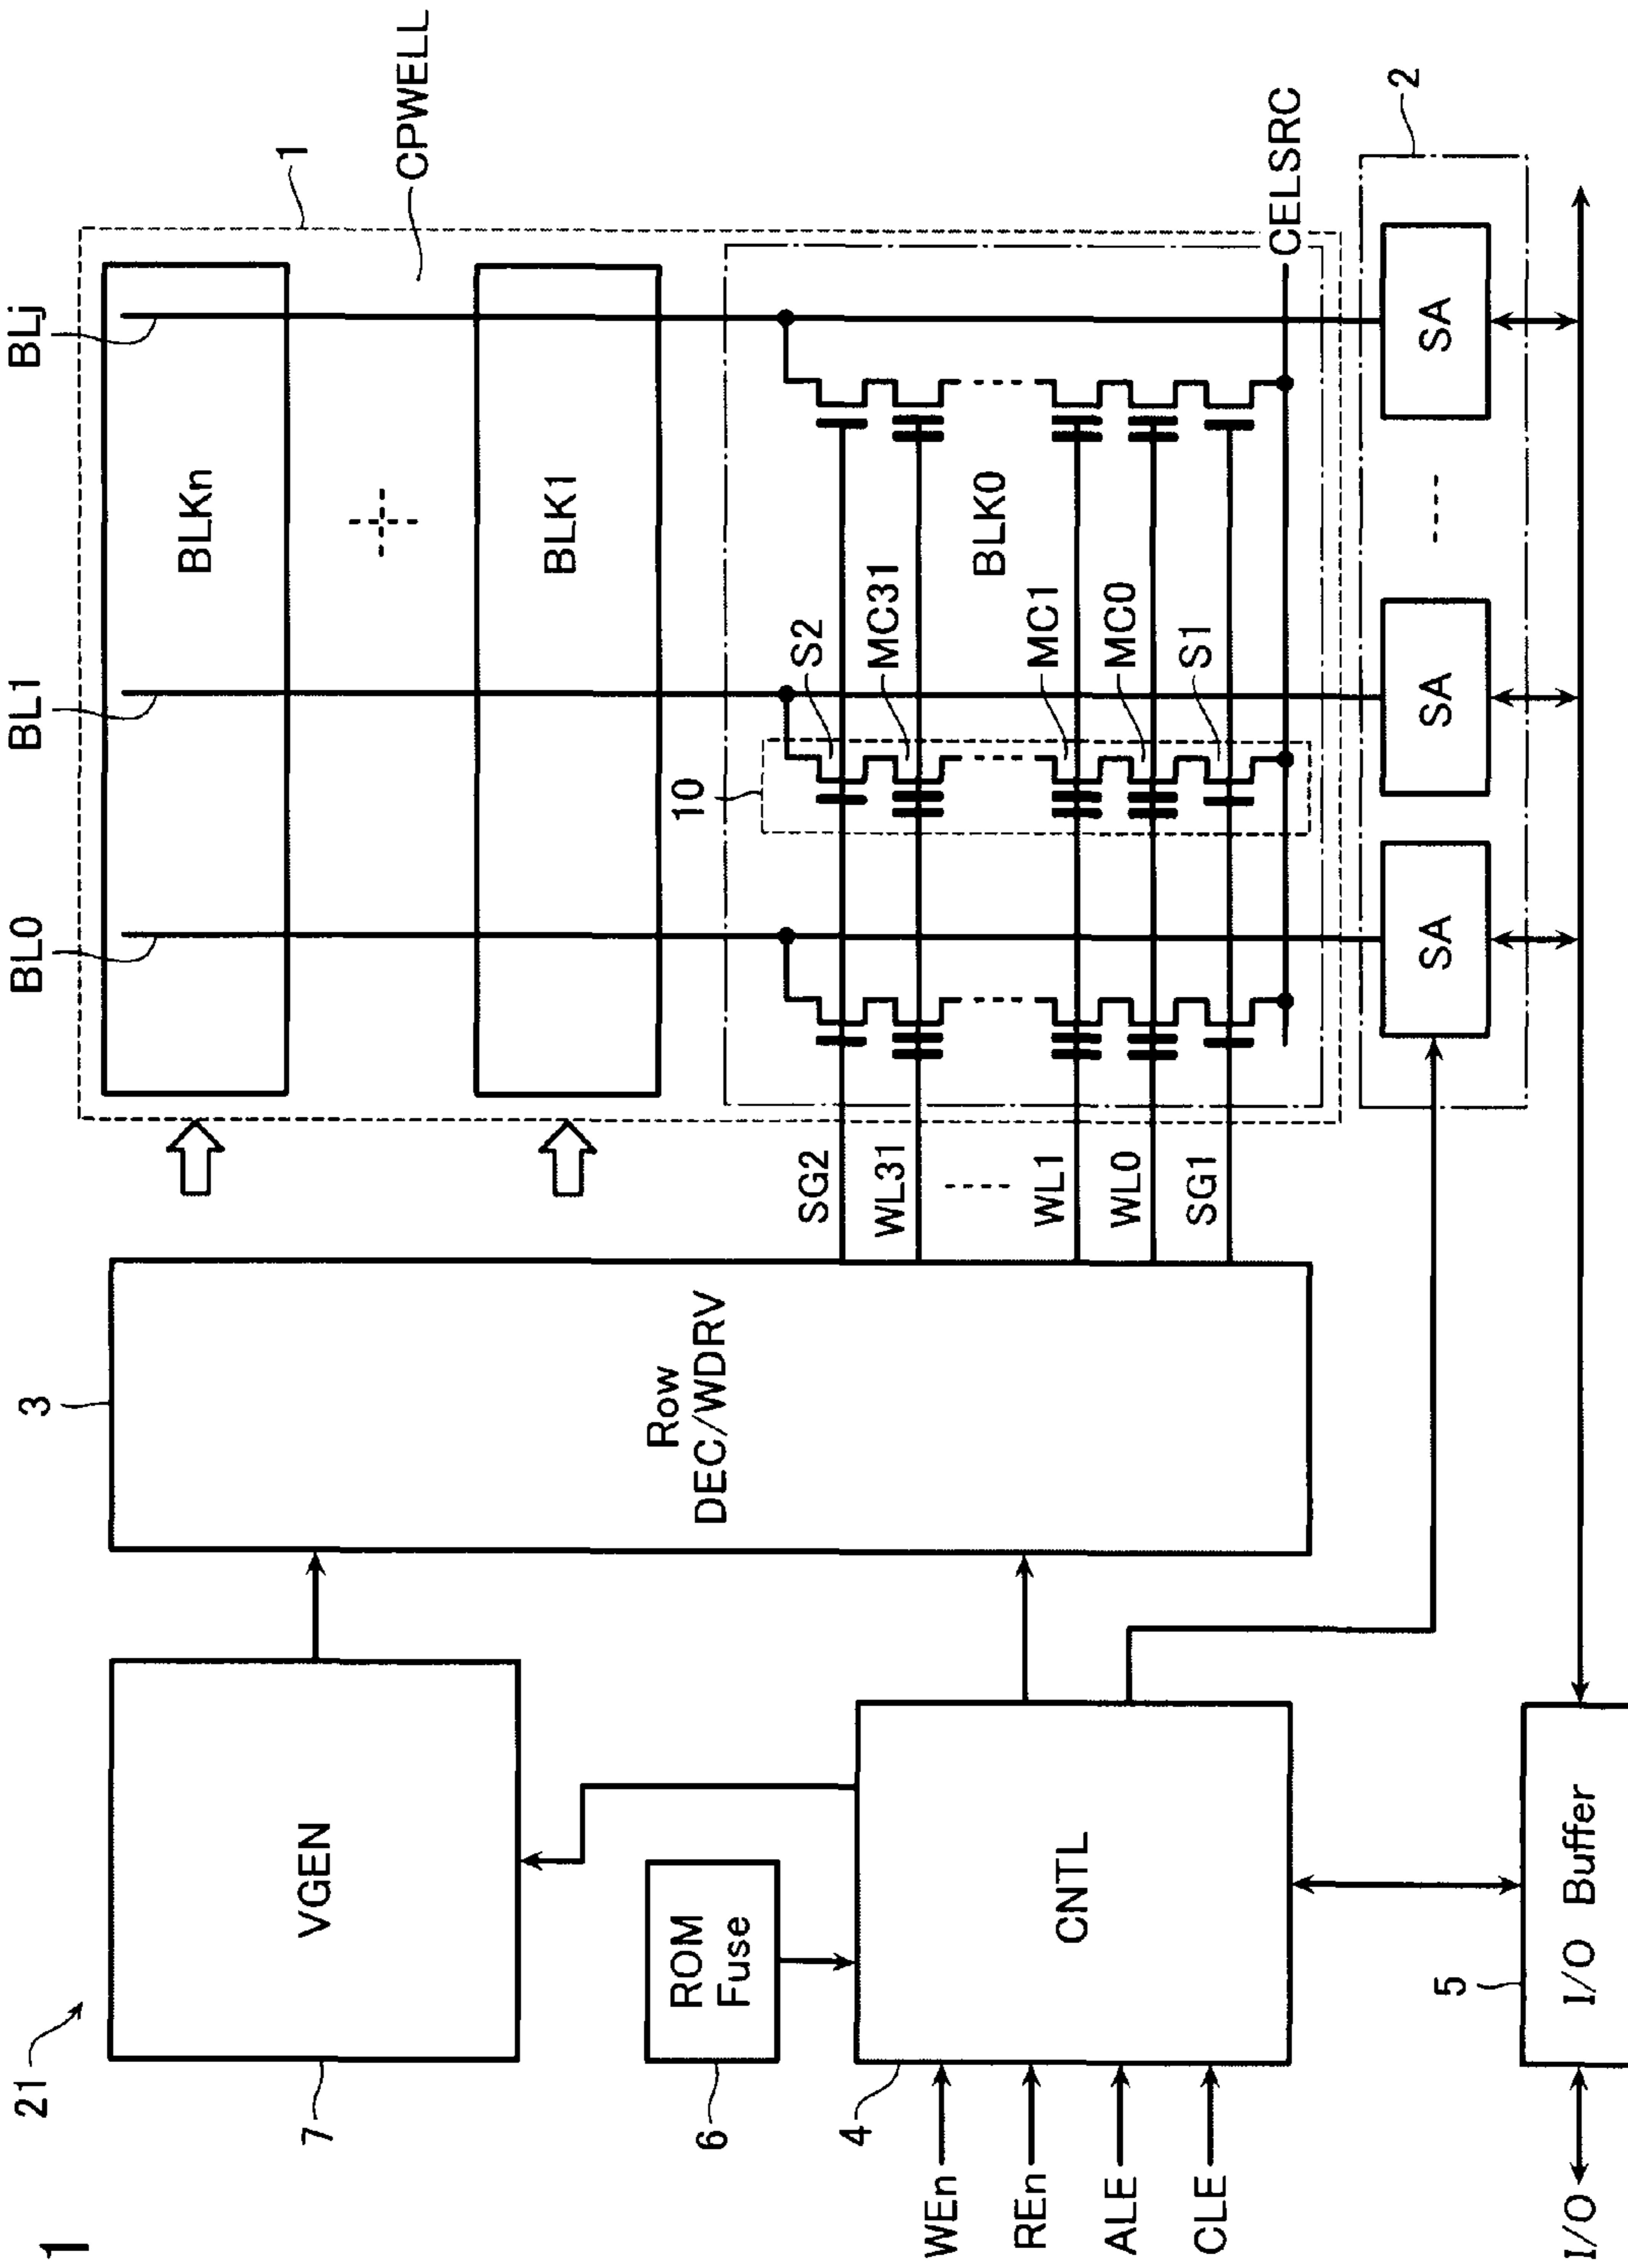 1
21
7
VGEN
6
ROM
Fuse
4
CNTL
WEn
REn
ALE
CLE
5
I/O Buffer
I/O
3
Row
DEC/WDRV
SG2
WL31
WL1
WL0
SG1
BL0
BL1
BLj
1
CPWELL
BLKn
BLK1
BLK0
10
S2
MC31
MC1
MC0
S1
CELSRC
2
SA
SA
SA